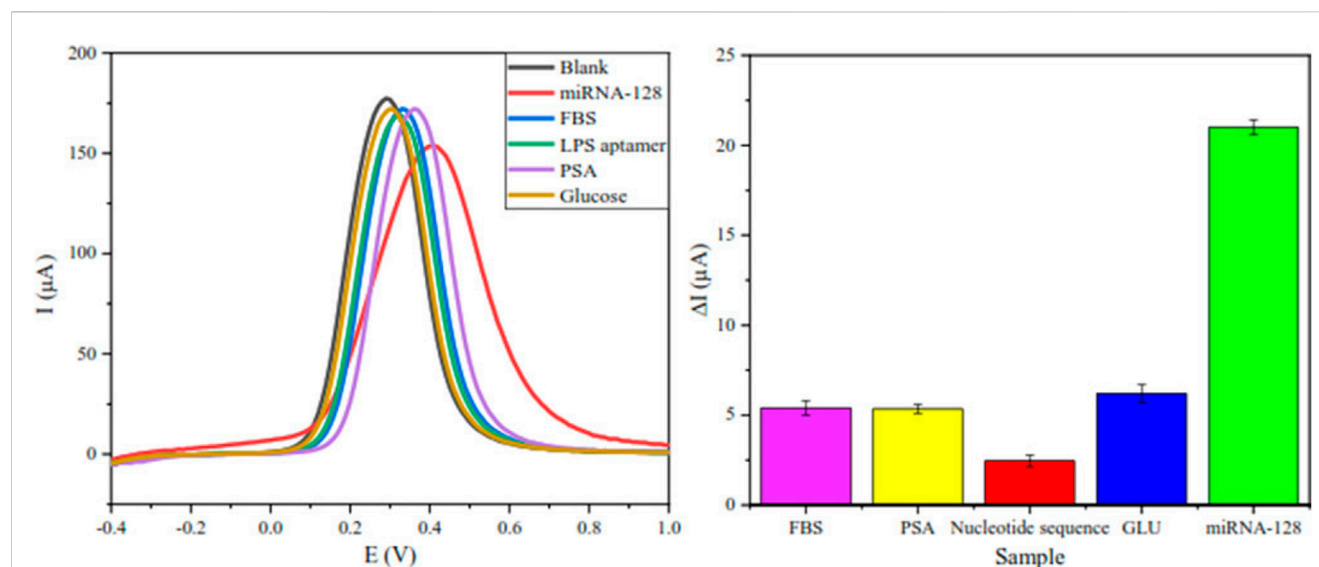 200
150
100
50
0
I (μA)
-0.4
-0.2
0.0
0.2
0.4
0.6
0.8
1.0
E (V)
Blank
miRNA-128
FBS
LPS aptamer
PSA
Glucose
25
20
15
10
5
0
ΔI (μA)
FBS
PSA
Nucleotide sequence
GLU
miRNA-128
Sample